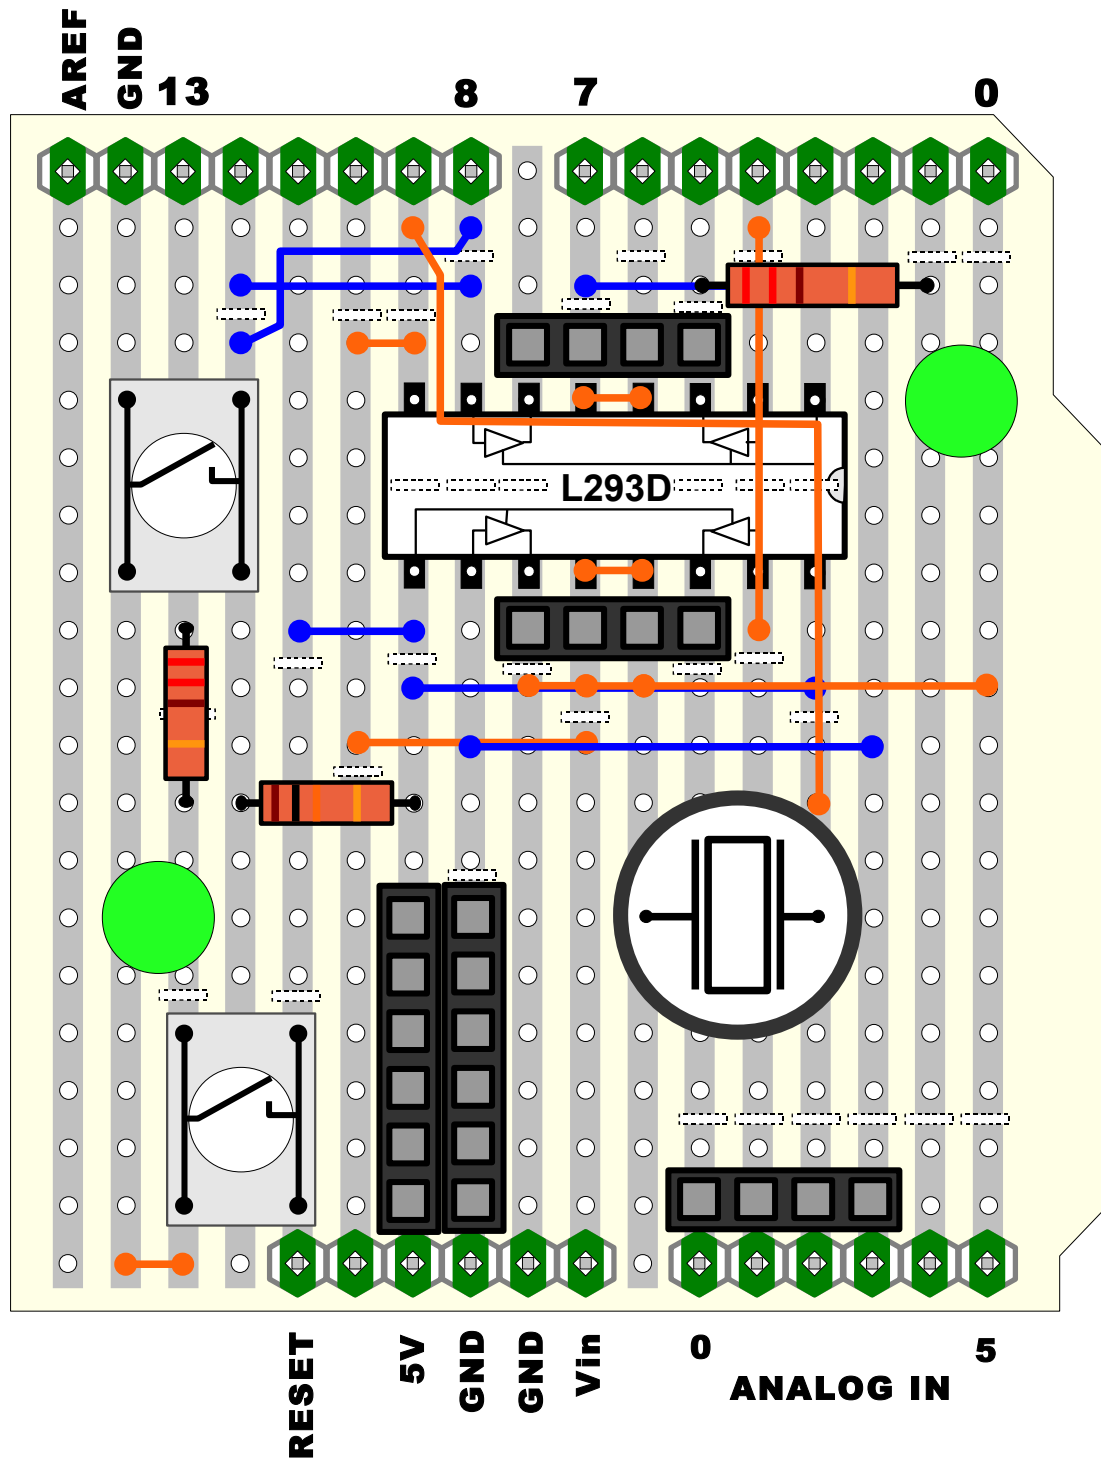 AREF
GND
13
8
7
0
L293D
RESET
5V
GND
GND
Vin
0
5
ANALOG IN